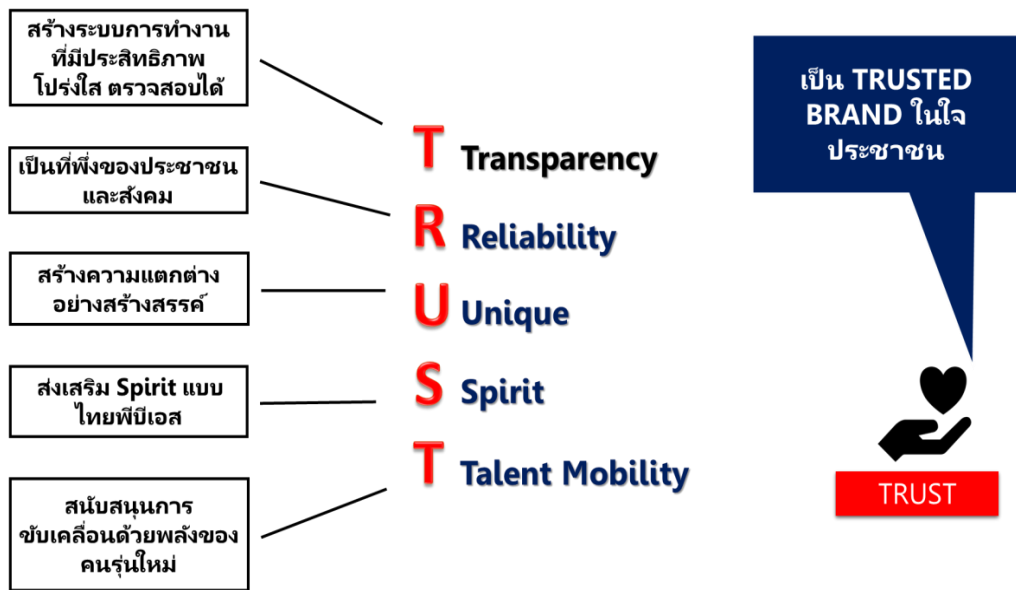 สร้างระบบการทำงาน
ที่มีประสิทธิภาพ
โปร่งใส ตรวจสอบได้
เป็นที่พึ่งของประชาชน
และสังคม
สร้างความแตกต่าง
อย่างสร้างสรรค์
ส่งเสริม Spirit แบบ
ไทยพีบีเอส
สนับสนุนการ
ขับเคลื่อนด้วยพลังของ
คนรุ่นใหม่
T Transparency
R Reliability
U Unique
S Spirit
T Talent Mobility
เป็น TRUSTED
BRAND ในใจ
ประชาชน
TRUST